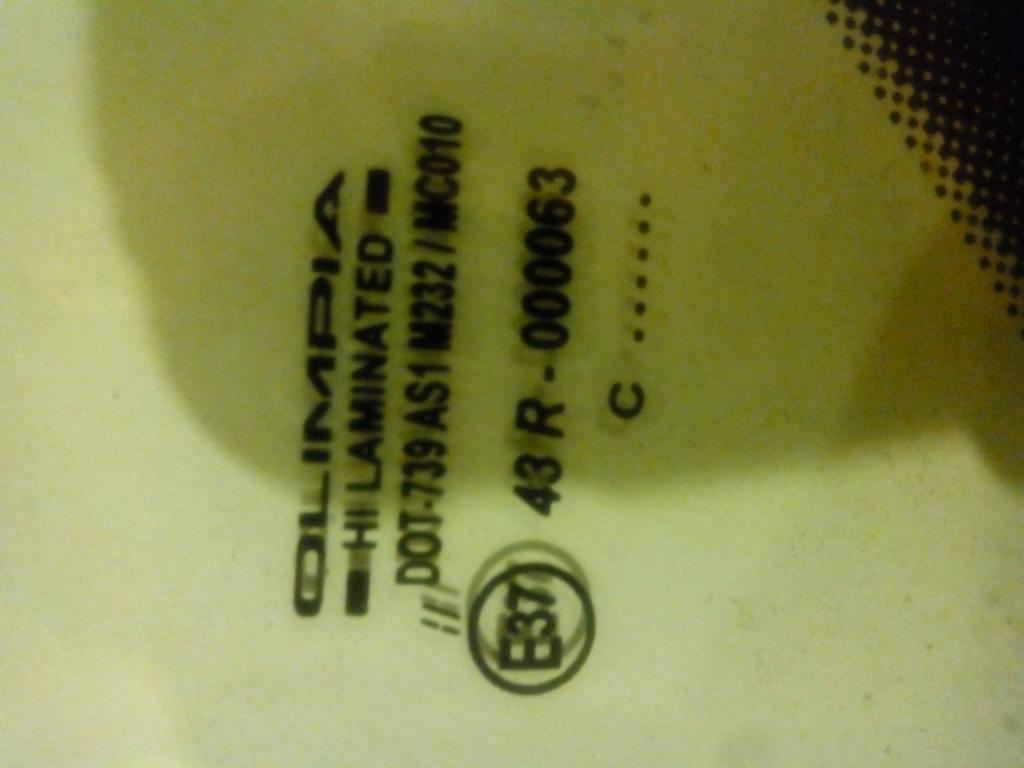 OLIMPIA
HI LAMINATED
DOT-739 AS1 M232 / MC010
E37 43 R - 000063
C ......